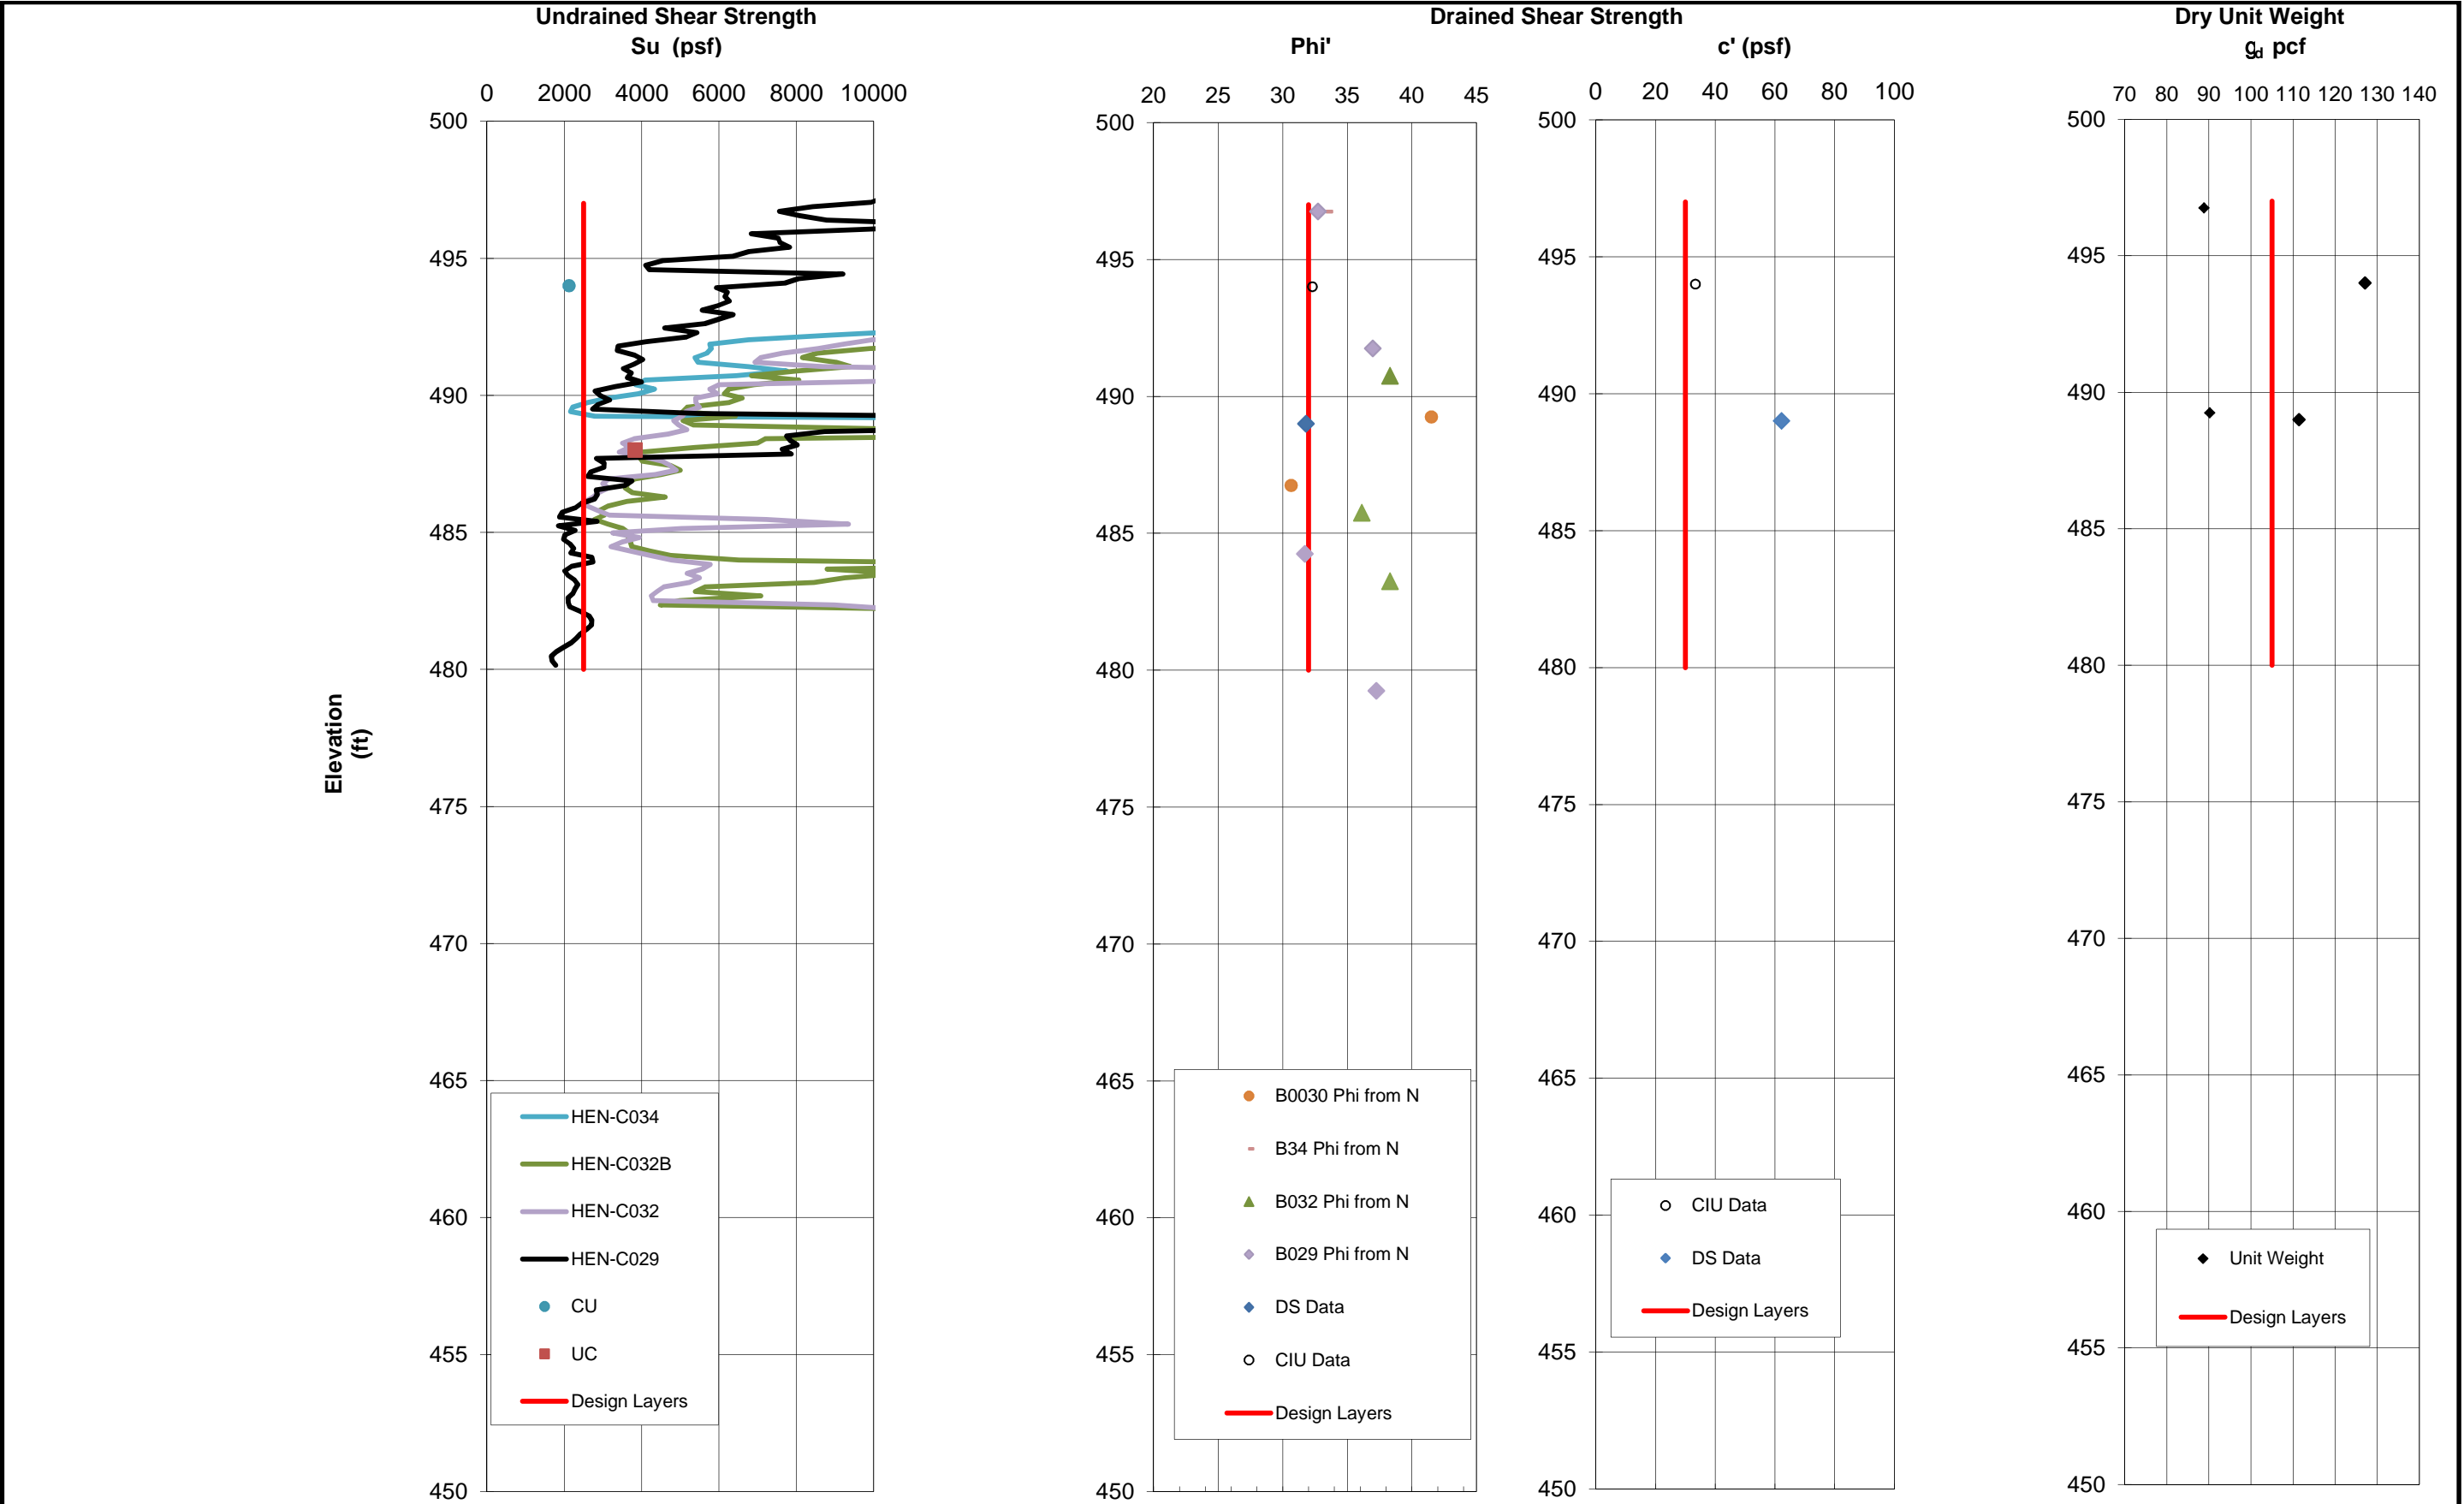 Undrained Shear Strength
Su (psf)
Drained Shear Strength
Phi'
c' (psf)
Dry Unit Weight
gd pcf
0 2000 4000 6000 8000 10000
20 25 30 35 40 45
0 20 40 60 80 100
70 80 90 100 110 120 130 140
500 500 500 500
495 495 495 495
490 490 490 490
485 485 485 485
480 480 480 480
Elevation
(ft)
475 475 475 475
470 470 470 470
465 465 465 465
460 460 460 460
455 455 455 455
450 450 450 450
HEN-C034
HEN-C032B
HEN-C032
HEN-C029
CU
UC
Design Layers
B0030 Phi from N
B34 Phi from N
B032 Phi from N
B029 Phi from N
DS Data
CIU Data
Design Layers
CIU Data
DS Data
Design Layers
Unit Weight
Design Layers